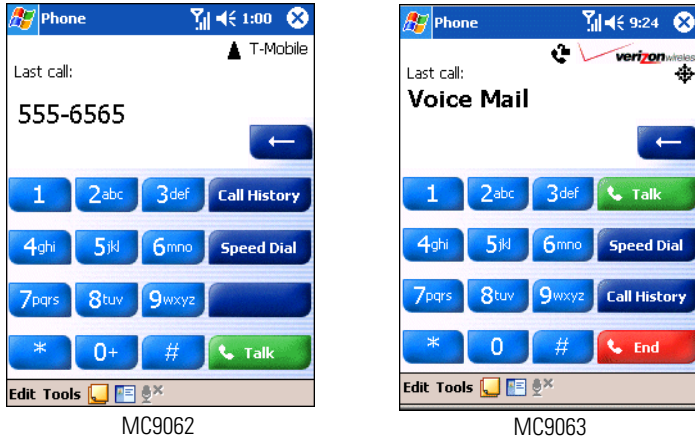 Phone 1:00
T-Mobile
Last call:
555-6565
1 2abc 3def Call History
4ghi 5jkl 6mno Speed Dial
7pqrs 8tuv 9wxyz
* 0+ # Talk
Edit Tools
MC9062
Phone 9:24
verizonwireless
Last call:
Voice Mail
1 2abc 3def Talk
4ghi 5jkl 6mno Speed Dial
7pqrs 8tuv 9wxyz Call History
* 0 # End
Edit Tools
MC9063